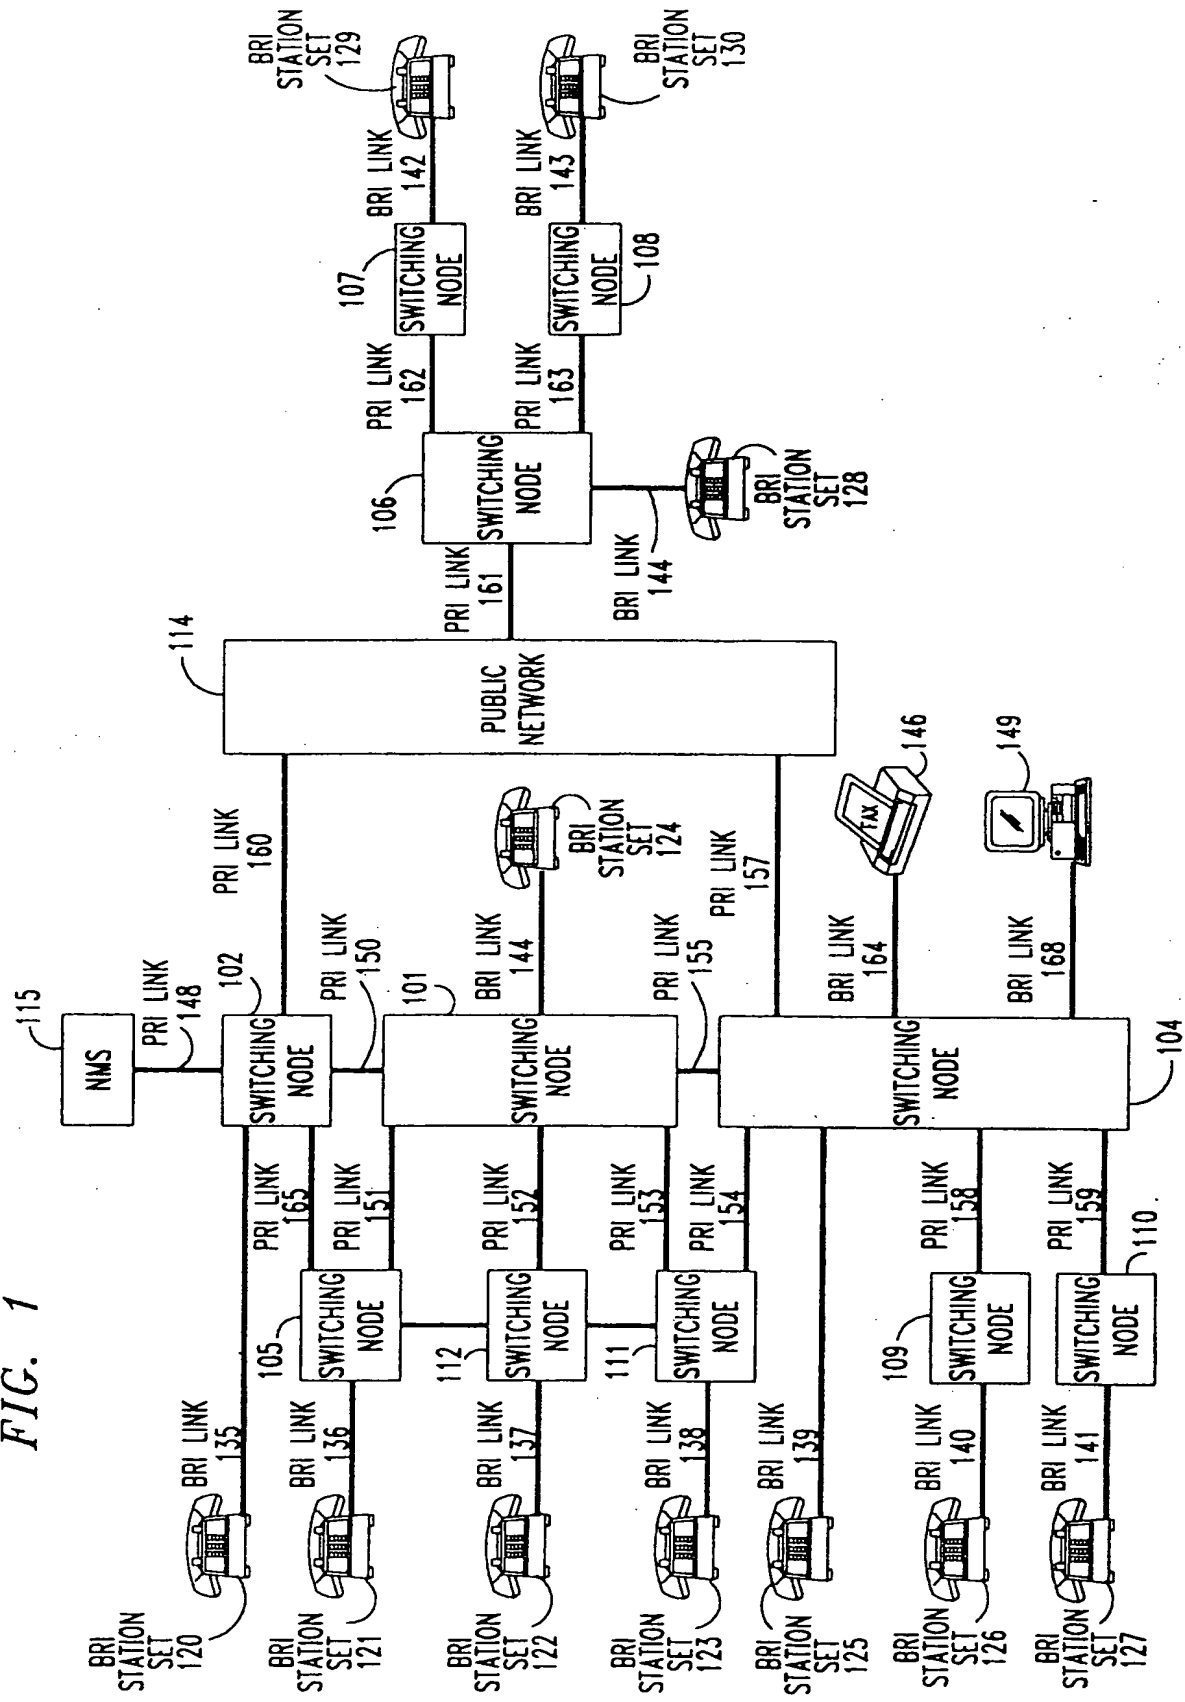 FIG. 1
115
NMS
PRI LINK
148
102
SWITCHING
NODE
PRI LINK
160
PRI LINK
150
101
SWITCHING
NODE
BRI LINK
144
BRI
STATION
SET
124
PRI LINK
155
PRI LINK
157
SWITCHING
NODE
104
BRI LINK
164
FAX
146
BRI LINK
168
149
114
PUBLIC
NETWORK
PRI LINK
161
106
SWITCHING
NODE
BRI LINK
144
BRI
STATION
SET
128
PRI LINK
162
107
SWITCHING
NODE
BRI LINK
142
BRI
STATION
SET
129
PRI LINK
163
SWITCHING
NODE
108
BRI LINK
143
BRI
STATION
SET
130
BRI LINK
135
BRI
STATION
SET
120
PRI LINK
165
PRI LINK
151
105
SWITCHING
NODE
BRI LINK
136
BRI
STATION
SET
121
PRI LINK
152
112
SWITCHING
NODE
BRI LINK
137
BRI
STATION
SET
122
PRI LINK
153
PRI LINK
154
111
SWITCHING
NODE
BRI LINK
138
BRI
STATION
SET
123
BRI LINK
139
BRI
STATION
SET
125
PRI LINK
158
109
SWITCHING
NODE
BRI LINK
140
BRI
STATION
SET
126
PRI LINK
159
110
SWITCHING
NODE
BRI LINK
141
BRI
STATION
SET
127